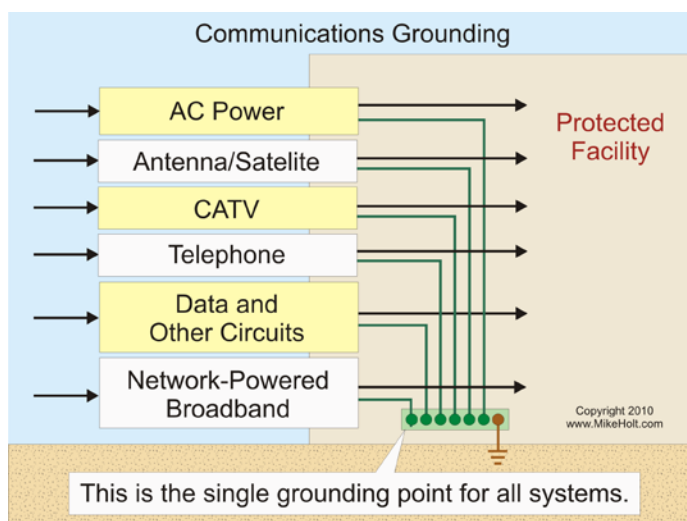 Communications Grounding
AC Power
Protected
Facility
Antenna/Satelite
CATV
Telephone
Data and
Other Circuits
Network-Powered
Broadband
Copyright 2010
www.MikeHolt.com
This is the single grounding point for all systems.